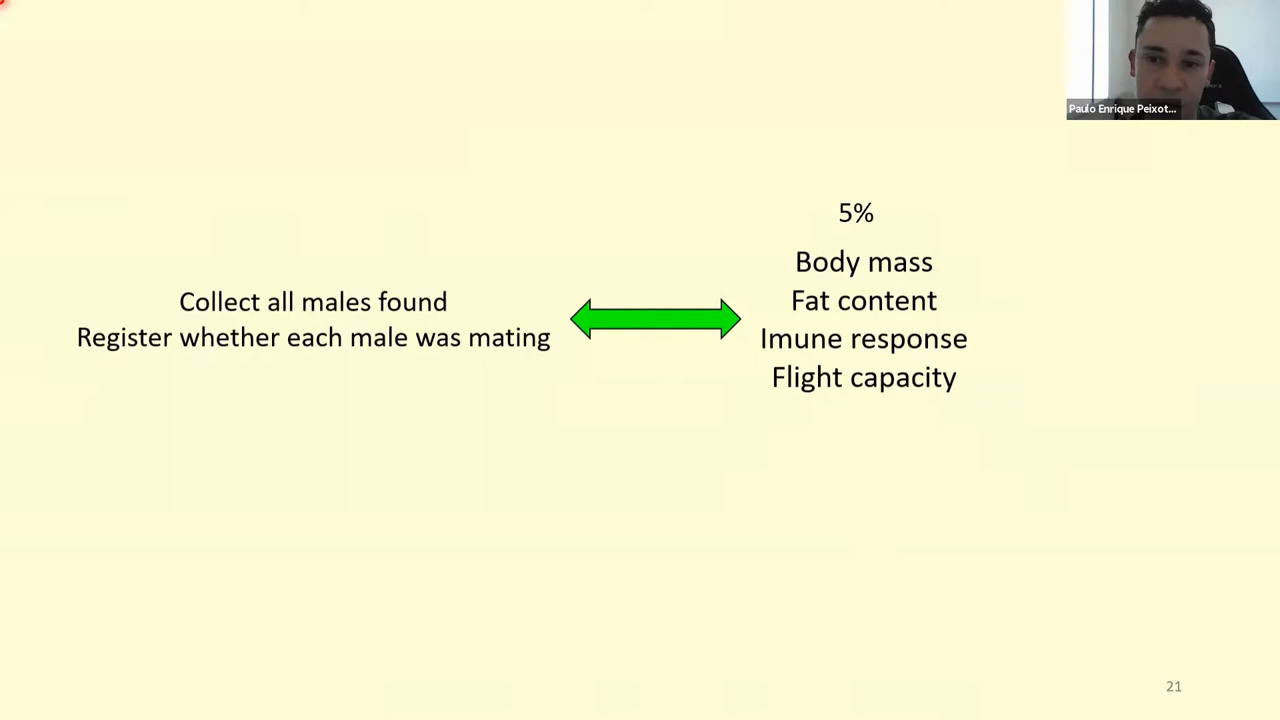 Paulo Enrique Peixot...
5%
Body mass
Fat content
Imune response
Flight capacity
Collect all males found
Register whether each male was mating
21